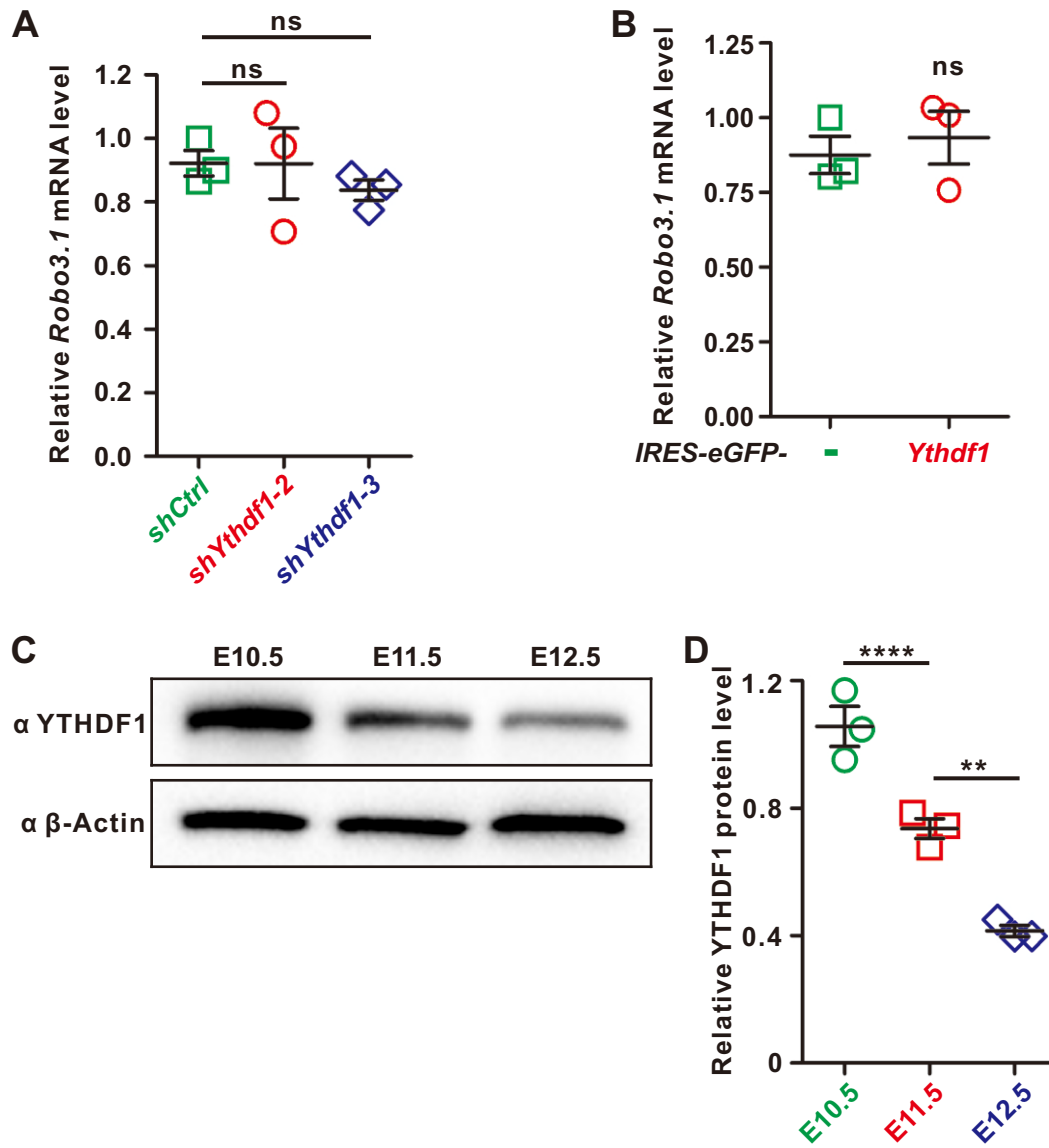 A
ns
ns
Relative Robo3.1 mRNA level
1.2
1.0
0.8
0.6
0.4
0.2
0.0
shCtrl
shYthdf1-2
shYthdf1-3
B
ns
Relative Robo3.1 mRNA level
1.25
1.00
0.75
0.50
0.25
0.00
IRES-eGFP- - Ythdf1
C
E10.5 E11.5 E12.5
α YTHDF1
α β-Actin
D
****
**
Relative YTHDF1 protein level
1.2
0.8
0.4
0
E10.5
E11.5
E12.5